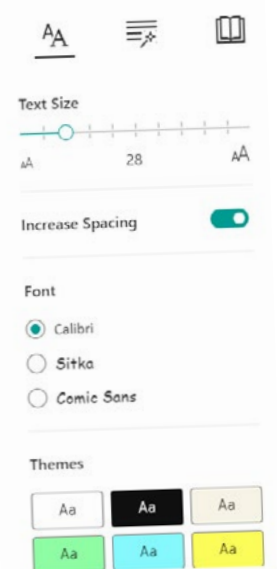 AA
Text Size
AA 28 AA
Increase Spacing
Font
Calibri
Sitka
Comic Sans
Themes
Aa Aa Aa
Aa Aa Aa